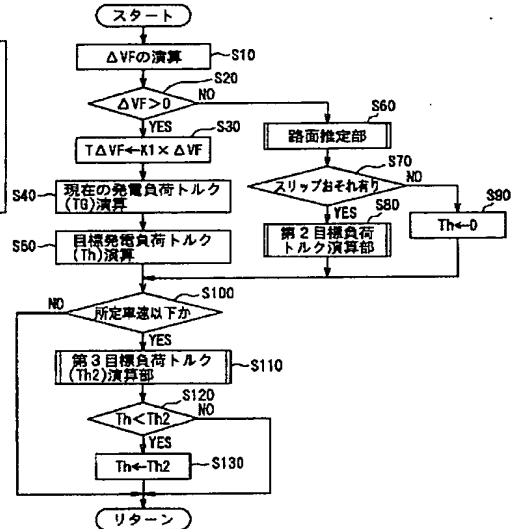 スタート
S10
ΔVFの演算
S20
ΔVF>0
NO
YES
S30
TΔVF←K1×ΔVF
S40
現在の発電負荷トルク
(TG)演算
S50
目標発電負荷トルク
(Th)演算
S60
路面推定部
S70
スリップおそれ有り
NO
YES
S80
第2目標負荷
トルク演算部
S90
Th←0
S100
所定車速以下か
NO
YES
第3目標負荷トルク
(Th2)演算部
S110
S120
Th<Th2
NO
YES
Th←Th2
S130
リターン